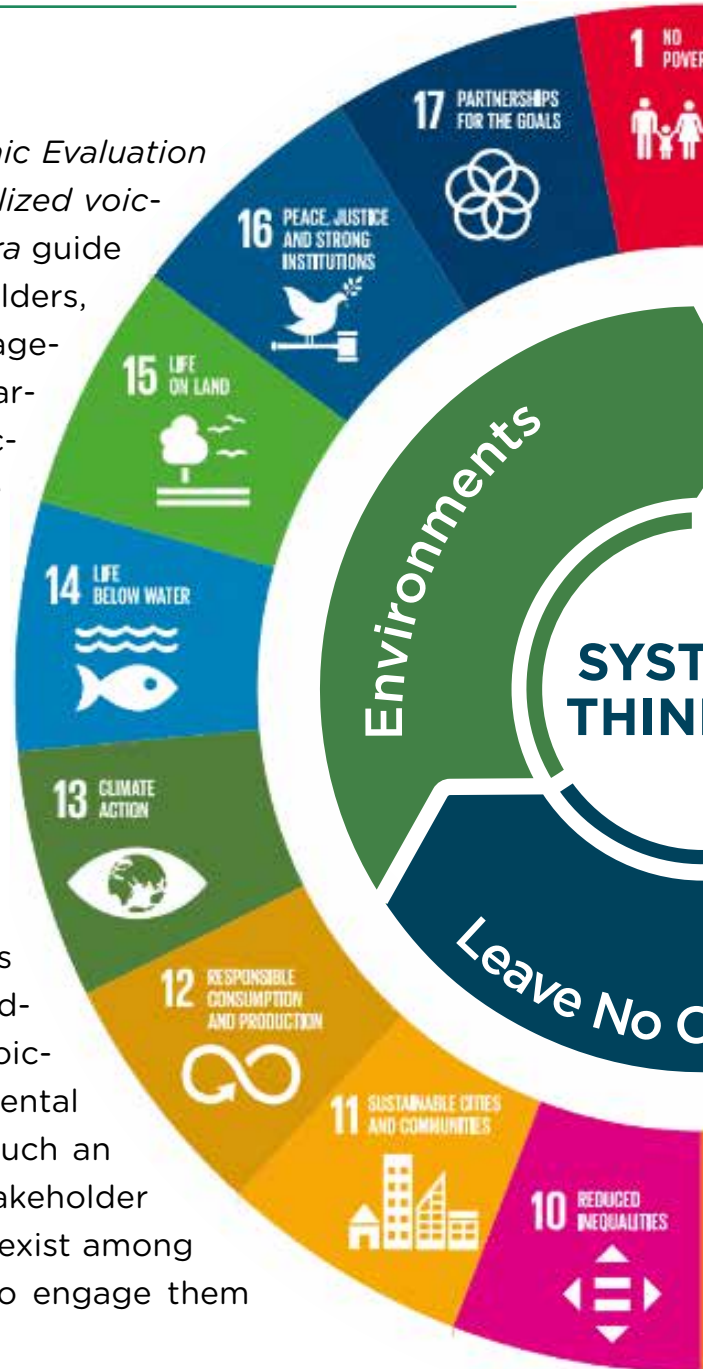 nic Evaluation
lized voic-
ra guide
lders,
age-
ar-
c-
s
d-
oic-
ental
uch an
akeholder
exist among
o engage them
1 NO
POVER
17 PARTNERSHIPS
FOR THE GOALS
16 PEACE, JUSTICE
AND STRONG
INSTITUTIONS
15 LIFE
ON LAND
14 LIFE
BELOW WATER
13 CLIMATE
ACTION
12 RESPONSIBLE
CONSUMPTION
AND PRODUCTION
11 SUSTAINABLE CITIES
AND COMMUNITIES
10 REDUCED
INEQUALITIES
Environments
SYST
THIN
Leave No